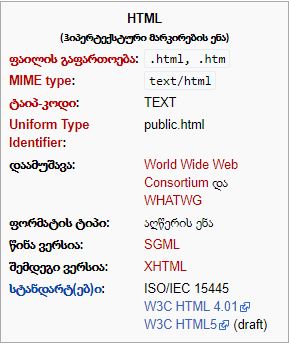 HTML
(ჰიპერტექსტური მარკირების ენა)
ფაილის გაფართოება: .html, .htm
MIME type: text/html
ტაიპ-კოდი: TEXT
Uniform Type public.html
Identifier:
დაამუშავა: World Wide Web
Consortium და
WHATWG
ფორმატის ტიპი: აღწერის ენა
წინა ვერსია: SGML
შემდეგი ვერსია: XHTML
სტანდარტ(ებ)ი: ISO/IEC 15445
W3C HTML 4.01
W3C HTML5 (draft)